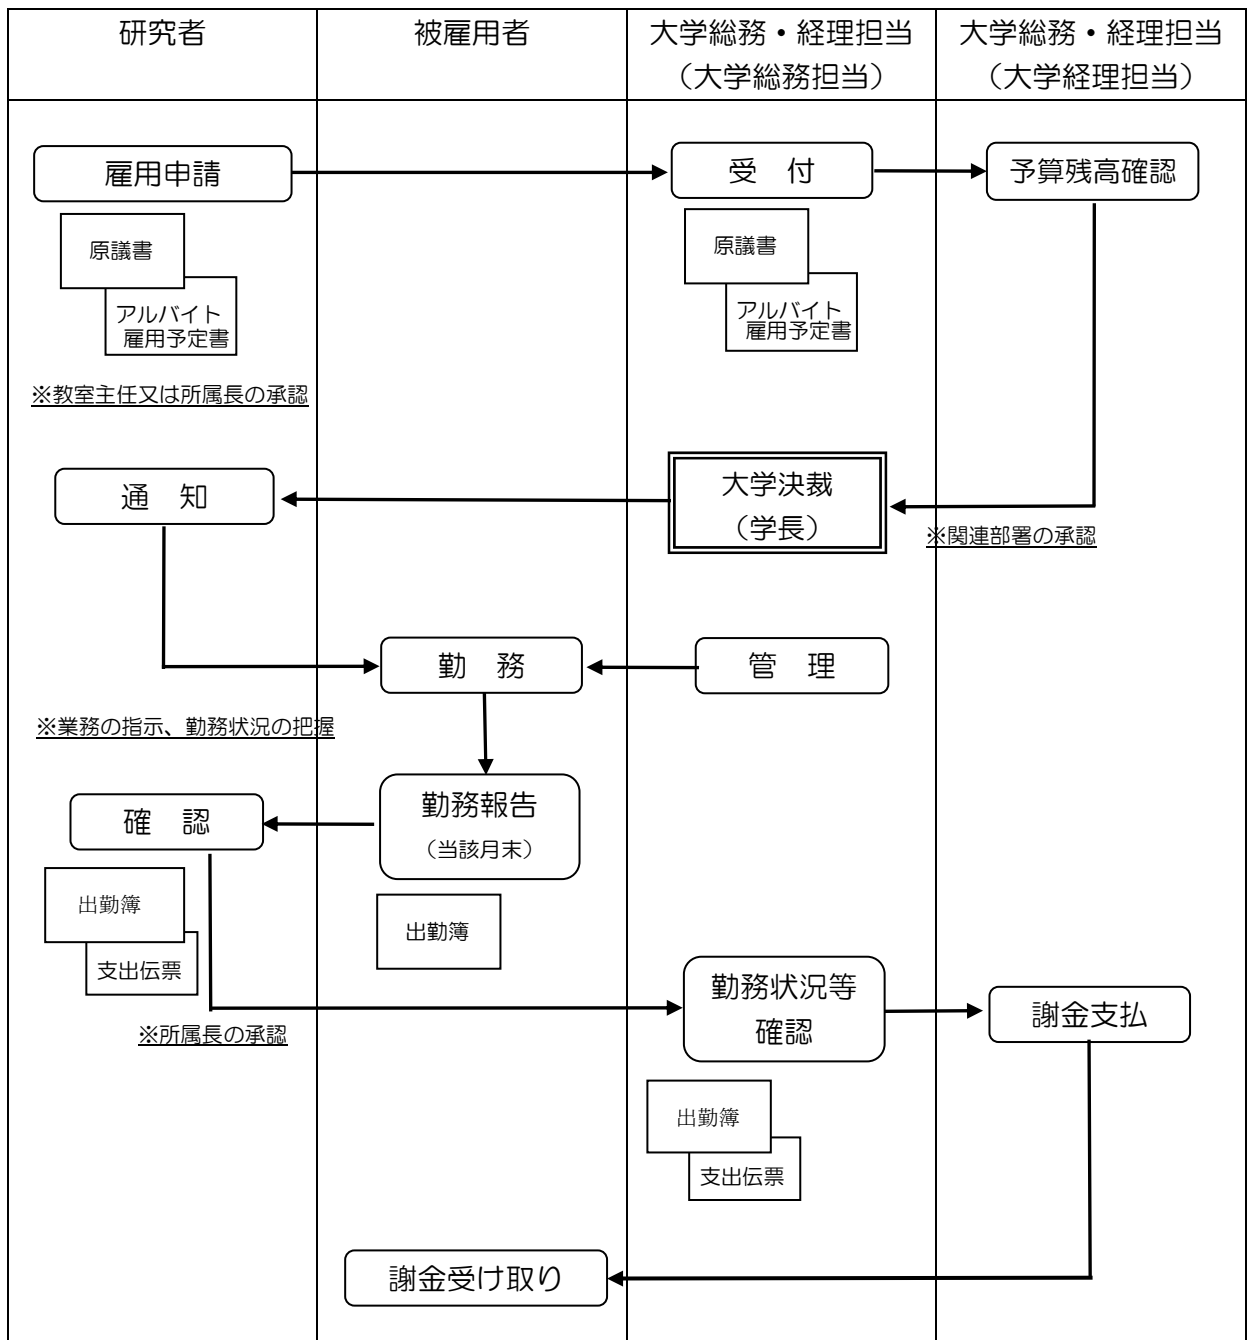 研究者
被雇用者
大学総務・経理担当
（大学総務担当）
大学総務・経理担当
（大学経理担当）
雇用申請
受　付
予算残高確認
原議書
アルバイト
雇用予定書
原議書
アルバイト
雇用予定書
※教室主任又は所属長の承認
通　知
大学決裁
（学長）
※関連部署の承認
勤　務
管　理
※業務の指示、勤務状況の把握
勤務報告
（当該月末）
確　認
出勤簿
支出伝票
出勤簿
勤務状況等
確認
謝金支払
※所属長の承認
出勤簿
支出伝票
謝金受け取り